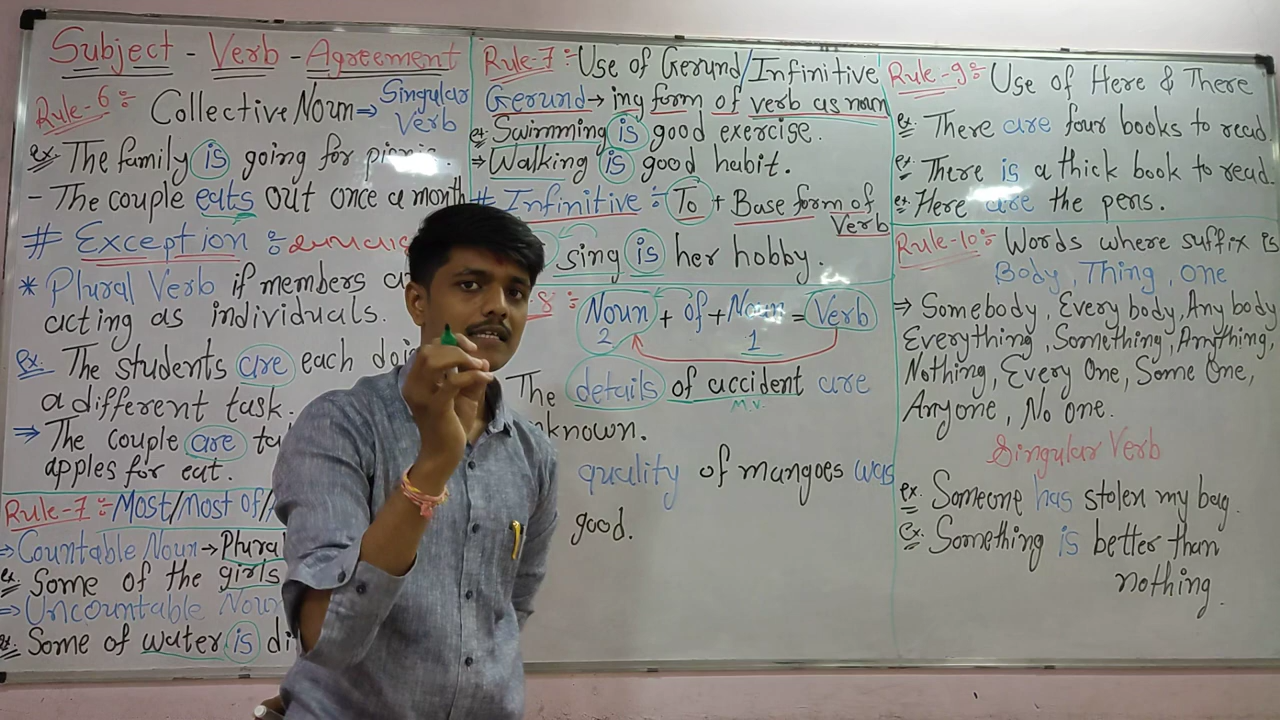 Subject - Verb - Agreement
Rule-6 :- Collective Noun → Singular Verb
Ex The family is going for picnic.
- The couple eats out once a month
# Exception :-
* Plural Verb if members
acting as individuals.
Ex. The students are each
a different task.
⇒ The couple are
apples for eat.
Rule-7 :- Most/Most of/
⇒ Countable Noun → Plural
ex. Some of the girls
⇒ Uncountable Noun
ex. Some of water is
Rule-7 :- Use of Gerund/Infinitive
Gerund → ing form of verb as noun
ex Swimming is good exercise.
→ Walking is good habit.
# Infinitive :- To + Base form of
Verb
sing is her hobby.
8 :- Noun + of + Noun = Verb
2 1
The details of accident are
M.V.
quality of mangoes was
good.
Rule-9 :- Use of Here & There
ex: There are four books to read.
ex: There is a thick book to read.
ex: Here are the pens.
Rule-10 :- Words where suffix is
Body, Thing, One
→ Somebody, Every body, Any body
Everything, Something, Anything,
Nothing, Every One, Some One,
Anyone, No one.
Singular Verb
ex. Someone has stolen my bag.
Ex. Something is better than
nothing.